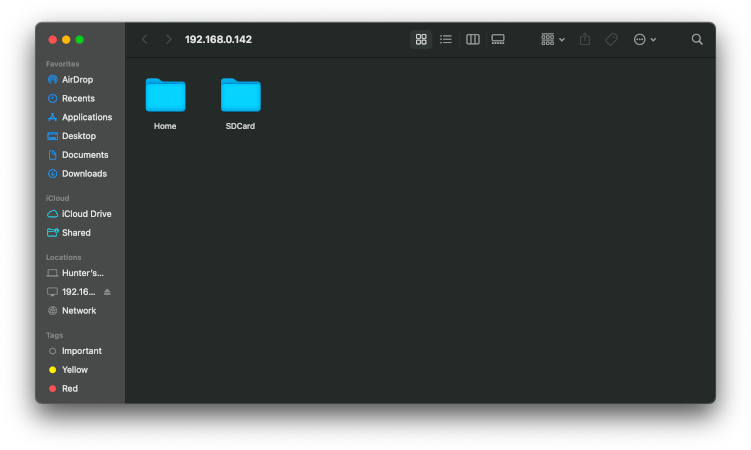 192.168.0.142
Favorites
AirDrop
Recents
Applications
Desktop
Documents
Downloads
iCloud
iCloud Drive
Shared
Locations
Hunter's...
192.16...
Network
Tags
Important
Yellow
Red
Home
SDCard